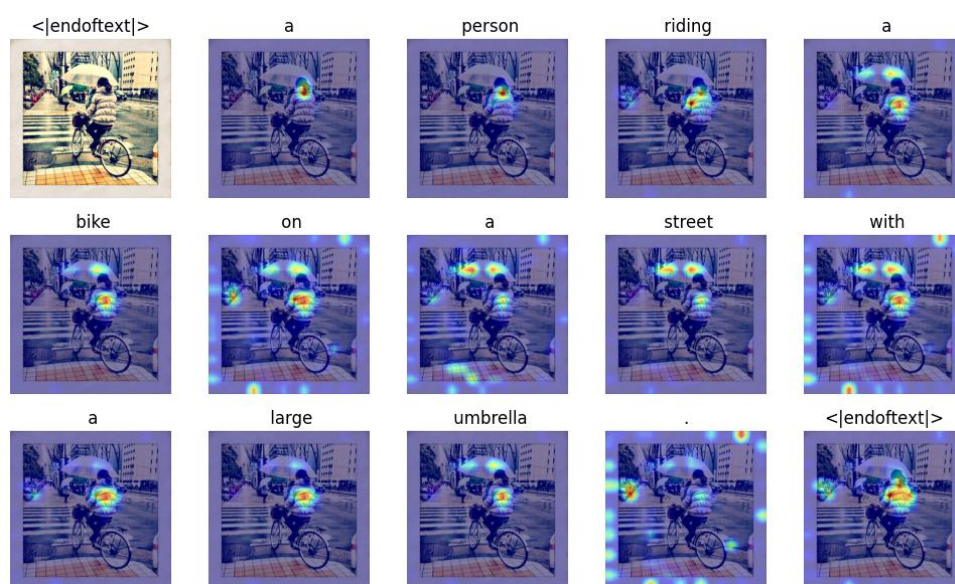 <|endoftext|> a person riding a
bike on a street with
a large umbrella . <|endoftext|>